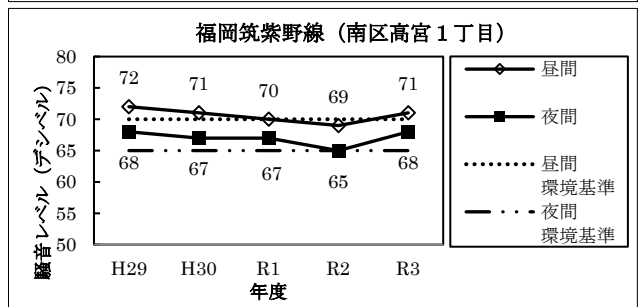 福岡筑紫野線（南区高宮１丁目）
騒音レベル（デシベル）
80
75
70
65
60
55
50
72 71 70 69 71
68 67 67 65 68
H29 H30 R1 R2 R3
年度
昼間
夜間
昼間
環境基準
夜間
環境基準